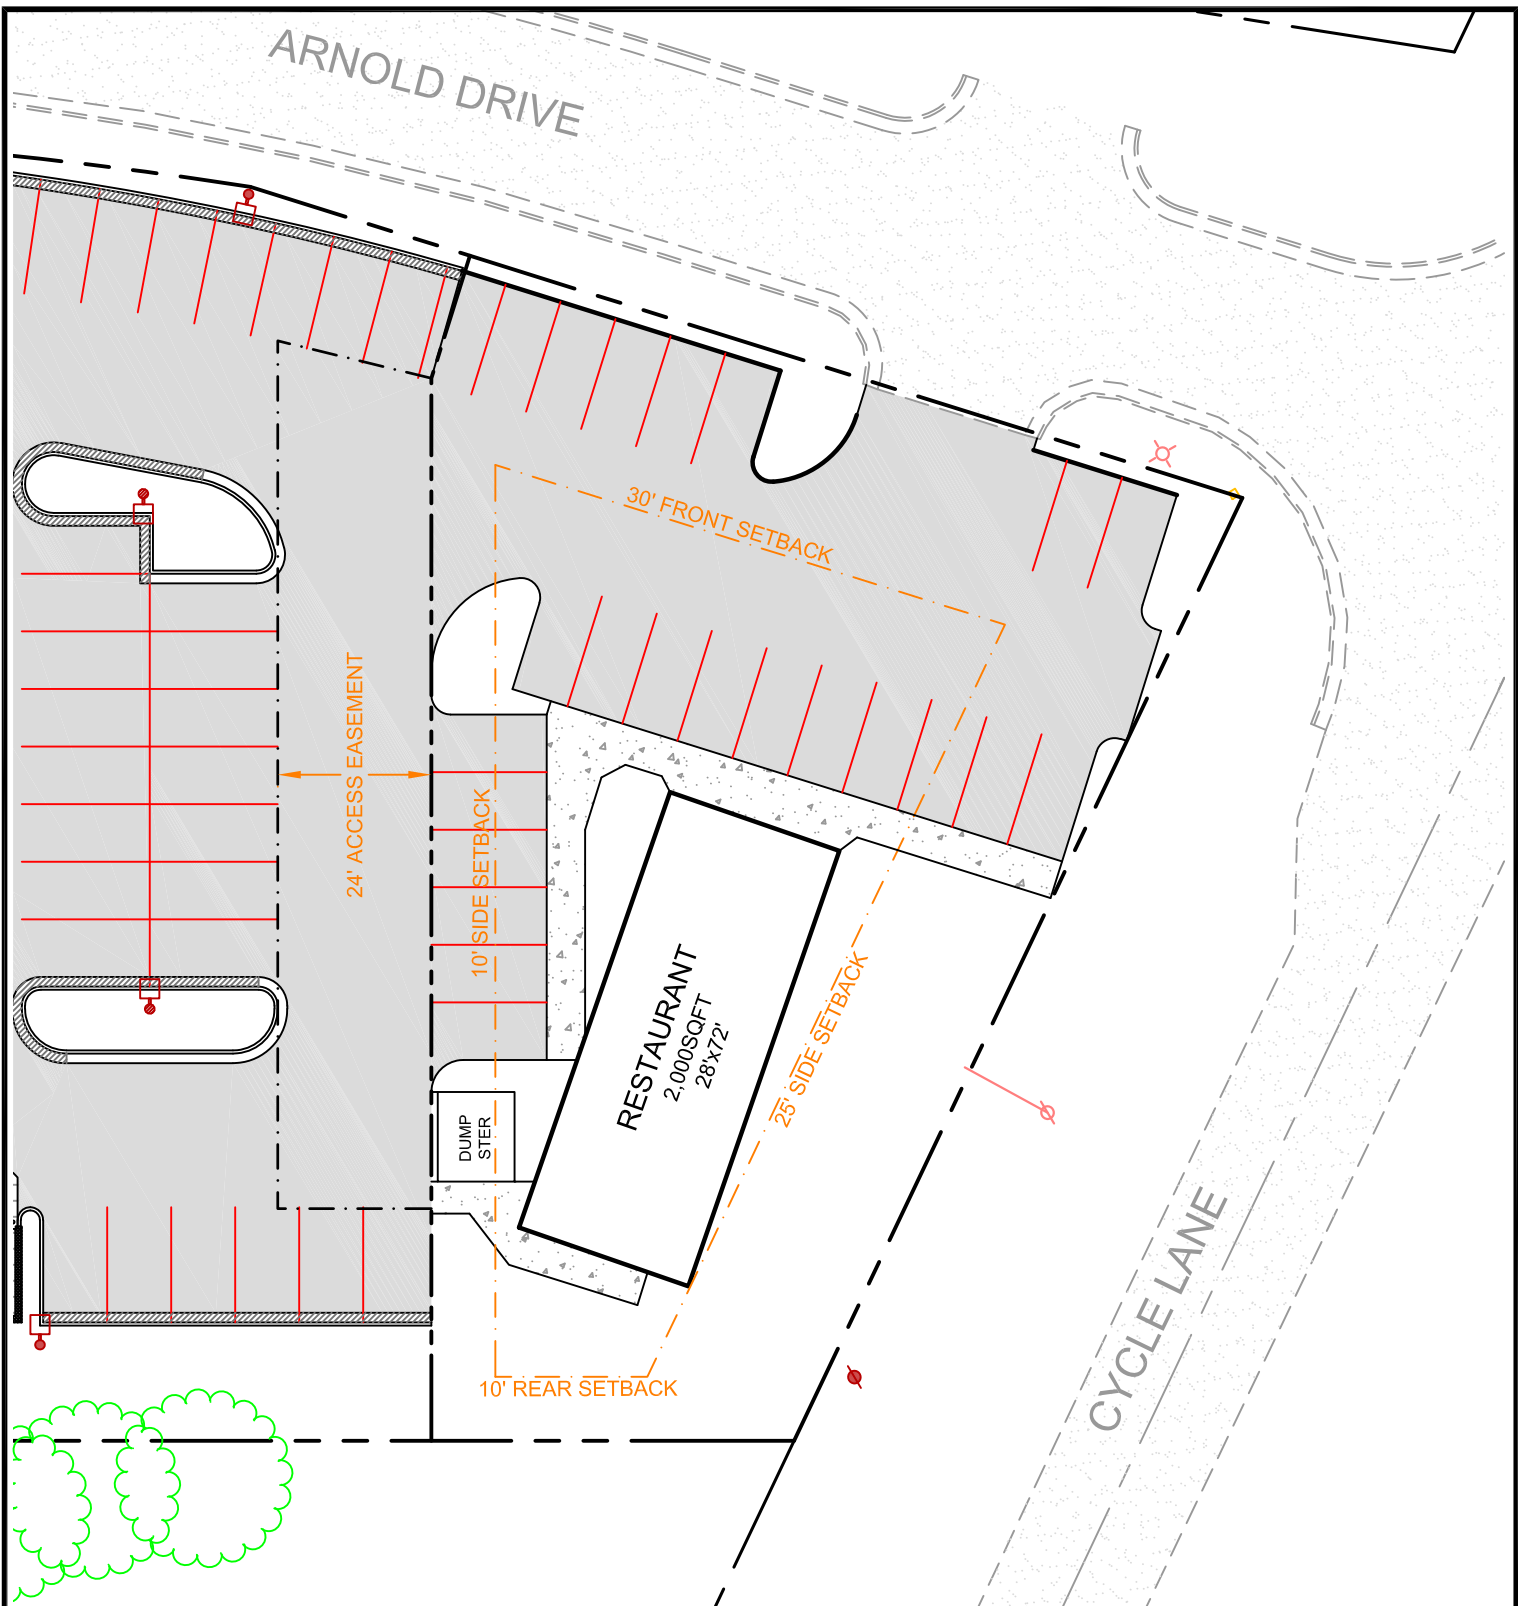 ARNOLD DRIVE
30' FRONT SETBACK
24' ACCESS EASEMENT
10' SIDE SETBACK
RESTAURANT
2,000SQFT
28'x72'
25' SIDE SETBACK
DUMP
STER
CYCLE LANE
10' REAR SETBACK